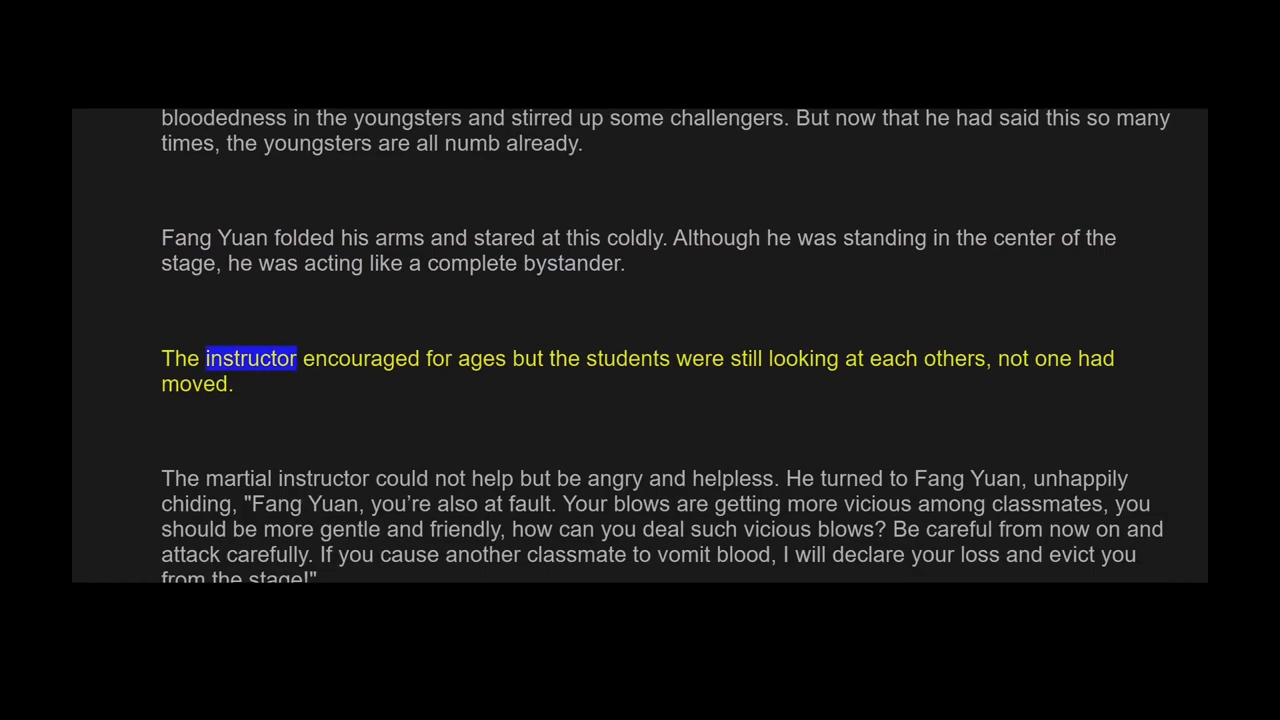 bloodedness in the youngsters and stirred up some challengers. But now that he had said this so many
times, the youngsters are all numb already.
Fang Yuan folded his arms and stared at this coldly. Although he was standing in the center of the
stage, he was acting like a complete bystander.
The instructor encouraged for ages but the students were still looking at each others, not one had
moved.
The martial instructor could not help but be angry and helpless. He turned to Fang Yuan, unhappily
chiding, "Fang Yuan, you’re also at fault. Your blows are getting more vicious among classmates, you
should be more gentle and friendly, how can you deal such vicious blows? Be careful from now on and
attack carefully. If you cause another classmate to vomit blood, I will declare your loss and evict you
from the stage!"